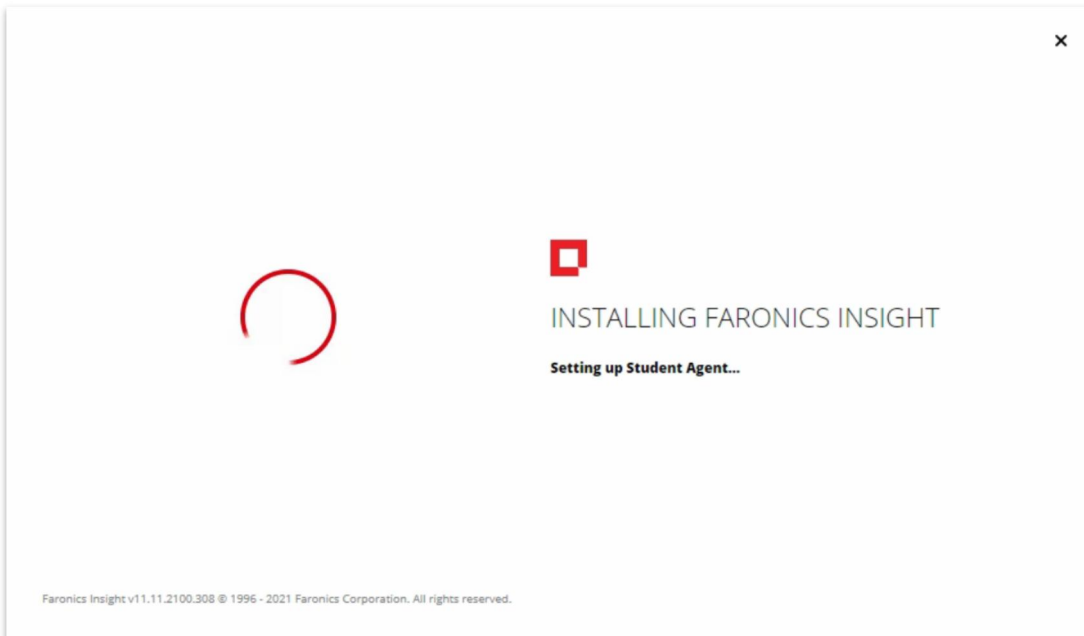 INSTALLING FARONICS INSIGHT
Setting up Student Agent...
Faronics Insight v11.11.2100.308 © 1996 - 2021 Faronics Corporation. All rights reserved.